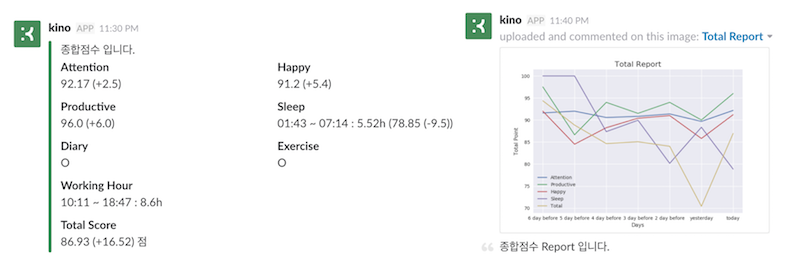 kino APP 11:30 PM
종합점수 입니다.
Attention Happy
92.17 (+2.5) 91.2 (+5.4)
Productive Sleep
96.0 (+6.0) 01:43 ~ 07:14 : 5.52h (78.85 (-9.5))
Diary Exercise
O O
Working Hour
10:11 ~ 18:47 : 8.6h
Total Score
86.93 (+16.52) 점
kino APP 11:40 PM
uploaded and commented on this image: Total Report
Total Report
100
95
90
85
80
75
70
Total Point
Attention
Productive
Happy
Sleep
Total
6 day before 5 day before 4 day before 3 day before 2 day before yesterday today
Days
종합점수 Report 입니다.